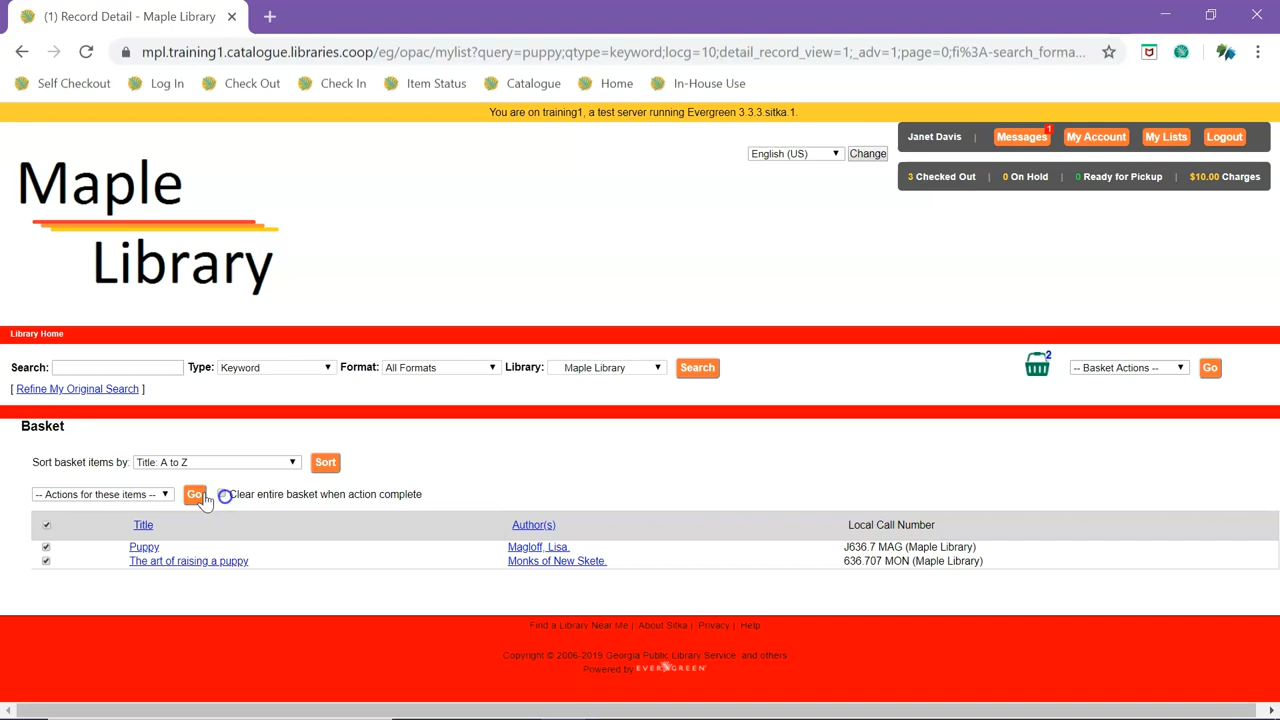 (1) Record Detail - Maple Library
mpl.training1.catalogue.libraries.coop/eg/opac/mylist?query=puppy;qtype=keyword;locg=10;detail_record_view=1;_adv=1;page=0;fi%3A-search_forma...
Self Checkout Log In Check Out Check In Item Status Catalogue Home In-House Use
You are on training1, a test server running Evergreen 3.3.3.sitka.1.
Janet Davis | Messages 1 My Account My Lists Logout
English (US) Change
3 Checked Out | 0 On Hold | 0 Ready for Pickup | $10.00 Charges
Maple
Library
Library Home
Search: Type: Keyword Format: All Formats Library: Maple Library Search 2 -- Basket Actions -- Go
[ Refine My Original Search ]
Basket
Sort basket items by: Title: A to Z Sort
-- Actions for these items -- Go Clear entire basket when action complete
Title Author(s) Local Call Number
Puppy Magloff, Lisa. J636.7 MAG (Maple Library)
The art of raising a puppy Monks of New Skete. 636.707 MON (Maple Library)
Find a Library Near Me | About Sitka | Privacy | Help
Copyright © 2006-2019 Georgia Public Library Service, and others
Powered by EVERGREEN